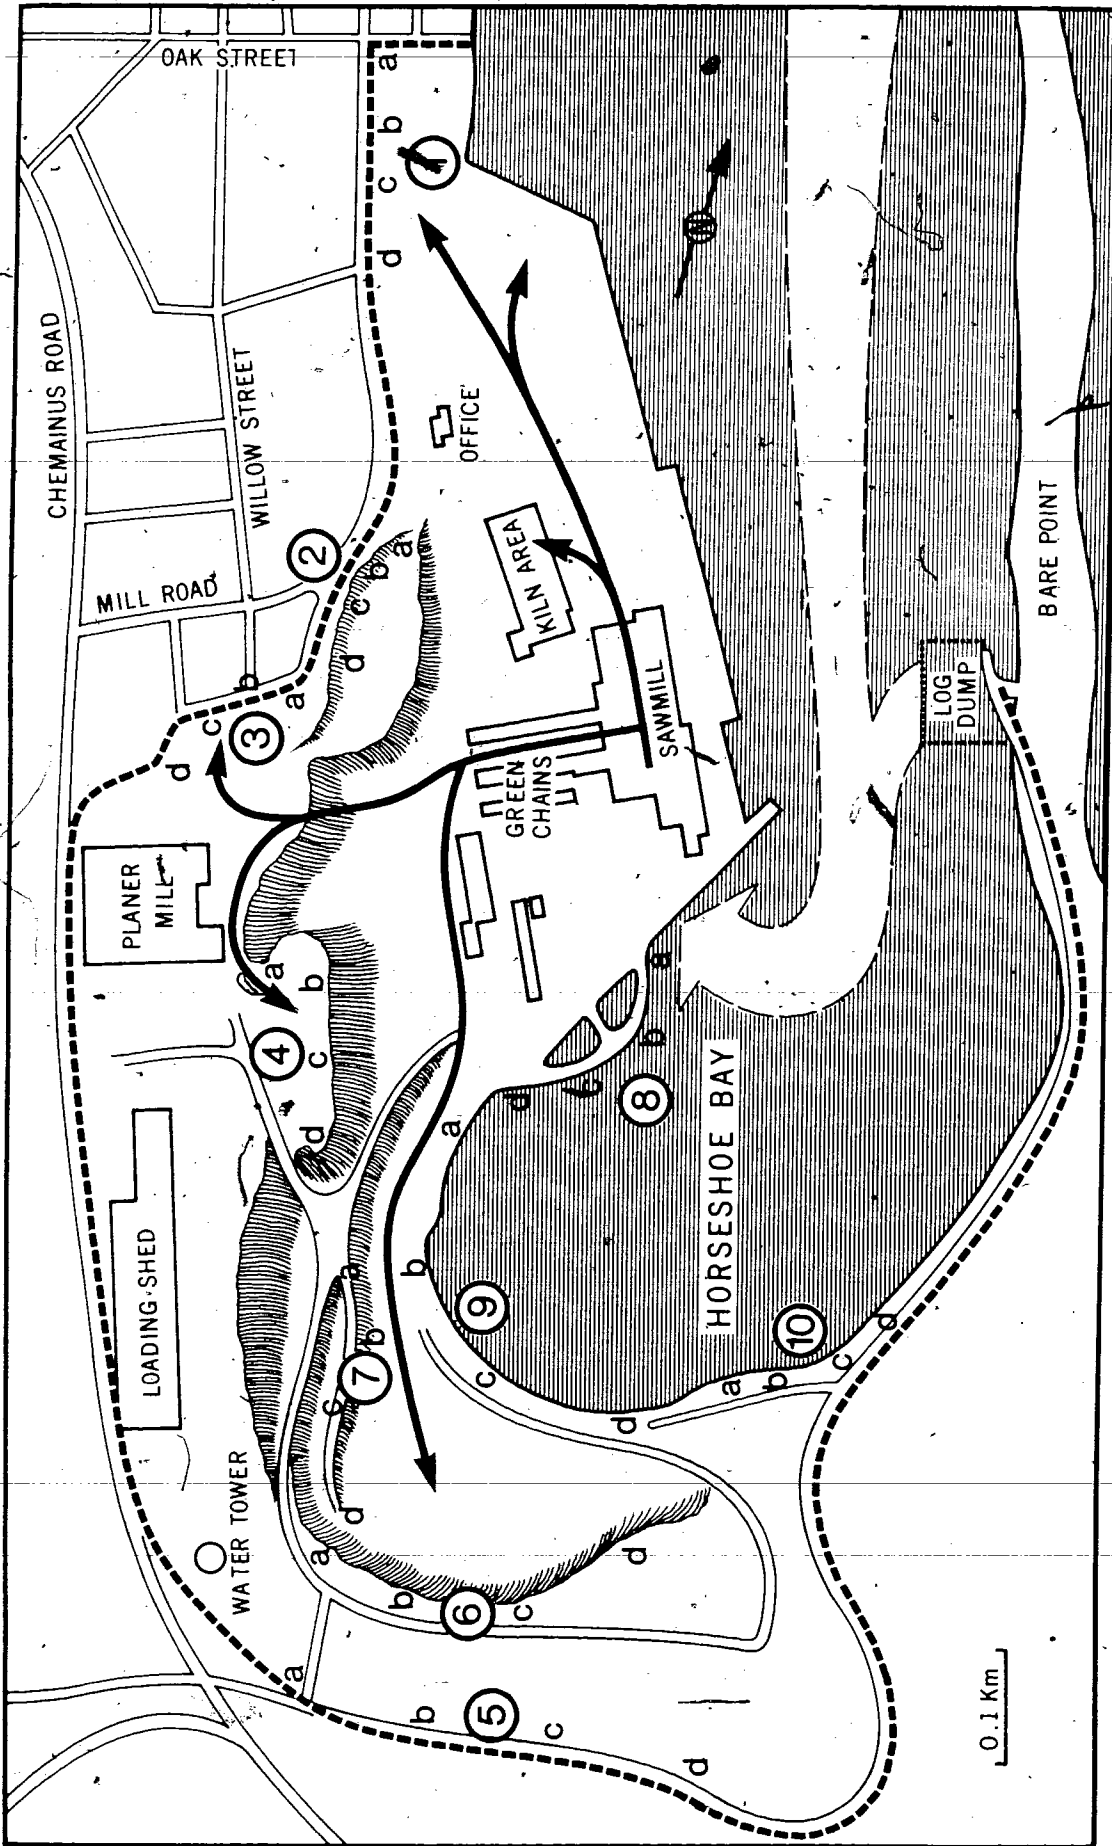 OAK STREET
CHEMAINUS ROAD
WILLOW STREET
MILL ROAD
a
b
c
d
1
N
OFFICE
2
a
b
c
d
KILN AREA
SAWMILL
GREEN
CHAINS
3
a
b
c
d
PLANER
MILL
4
a
b
c
d
LOADING SHED
WATER TOWER
5
a
b
c
d
6
a
b
c
d
7
a
b
c
d
8
a
b
c
d
9
a
b
c
d
10
a
b
c
d
HORSESHOE BAY
LOG
DUMP
BARE POINT
0.1 Km